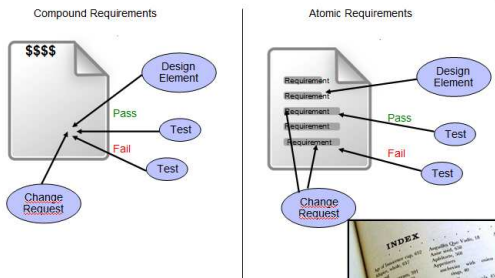 Compound Requirements
$$$$
Design
Element
Pass
Test
Fail
Test
Change
Request
Atomic Requirements
Requirement
Requirement
Requirement
Requirement
Requirement
Design
Element
Pass
Test
Fail
Test
Change
Request
INDEX